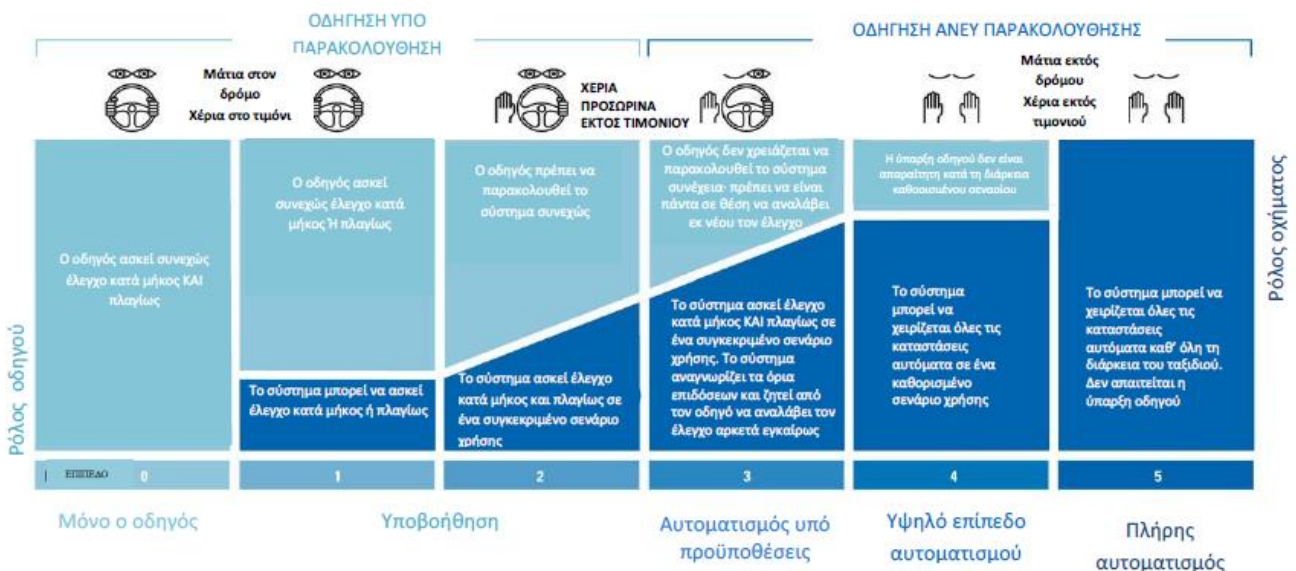 ΟΔΗΓΗΣΗ ΥΠΟ
ΠΑΡΑΚΟΛΟΥΘΗΣΗ
ΟΔΗΓΗΣΗ ΑΝΕΥ ΠΑΡΑΚΟΛΟΥΘΗΣΗΣ
Μάτια στον
δρόμο
Χέρια στο τιμόνι
ΧΕΡΙΑ
ΠΡΟΣΩΡΙΝΑ
ΕΚΤΟΣ ΤΙΜΟΝΙΟΥ
Μάτια εκτός
δρόμου
Χέρια εκτός
τιμονιού
Ρόλος οδηγού
Ο οδηγός ασκεί συνεχώς
έλεγχο κατά μήκος ΚΑΙ
πλαγίως
Ο οδηγός ασκεί
συνεχώς έλεγχο κατά
μήκος Ή πλαγίως
Το σύστημα μπορεί να ασκεί
έλεγχο κατά μήκος ή πλαγίως
Ο οδηγός πρέπει να
παρακολουθεί το
σύστημα συνεχώς
Το σύστημα ασκεί έλεγχο
κατά μήκος και πλαγίως σε
ένα συγκεκριμένο σενάριο
χρήσης
Ο οδηγός δεν χρειάζεται να
παρακολουθεί το σύστημα
συνέχεια· πρέπει να είναι
πάντα σε θέση να αναλάβει
εκ νέου τον έλεγχο
Το σύστημα ασκεί έλεγχο
κατά μήκος ΚΑΙ πλαγίως σε
ένα συγκεκριμένο σενάριο
χρήσης. Το σύστημα
αναγνωρίζει τα όρια
επιδόσεων και ζητεί από
τον οδηγό να αναλάβει τον
έλεγχο αρκετά εγκαίρως
Η ύπαρξη οδηγού δεν είναι
απαραίτητη κατά τη διάρκεια
καθορισμένου σεναρίου
Το σύστημα
μπορεί να
χειρίζεται όλες τις
καταστάσεις
αυτόματα σε ένα
καθορισμένο
σενάριο χρήσης
Το σύστημα μπορεί να
χειρίζεται όλες τις
καταστάσεις
αυτόματα καθ’ όλη τη
διάρκεια του ταξιδιού.
Δεν απαιτείται η
ύπαρξη οδηγού
Ρόλος οχήματος
ΕΠΙΠΕΔΟ 0 1 2 3 4 5
Μόνο ο οδηγός
Υποβοήθηση
Αυτοματισμός υπό
προϋποθέσεις
Υψηλό επίπεδο
αυτοματισμού
Πλήρης
αυτοματισμός